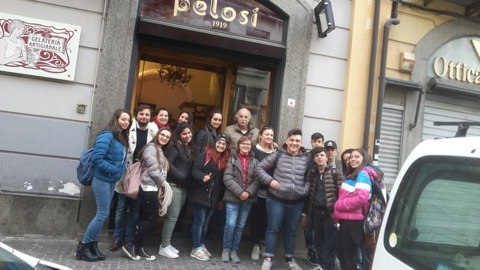 pelosi
1919
GELATERIA
ARTIGIANALE
Ottica